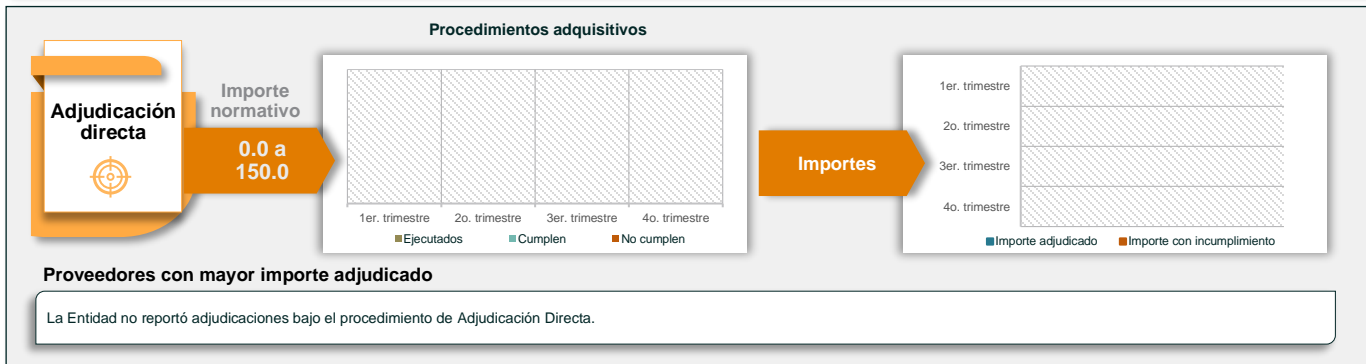 Procedimientos adquisitivos
Adjudicación
directa
Importe
normativo
0.0 a
150.0
1er. trimestre
2o. trimestre
3er. trimestre
4o. trimestre
Ejecutados
Cumplen
No cumplen
Importes
1er. trimestre
2o. trimestre
3er. trimestre
4o. trimestre
Importe adjudicado
Importe con incumplimiento
Proveedores con mayor importe adjudicado
La Entidad no reportó adjudicaciones bajo el procedimiento de Adjudicación Directa.